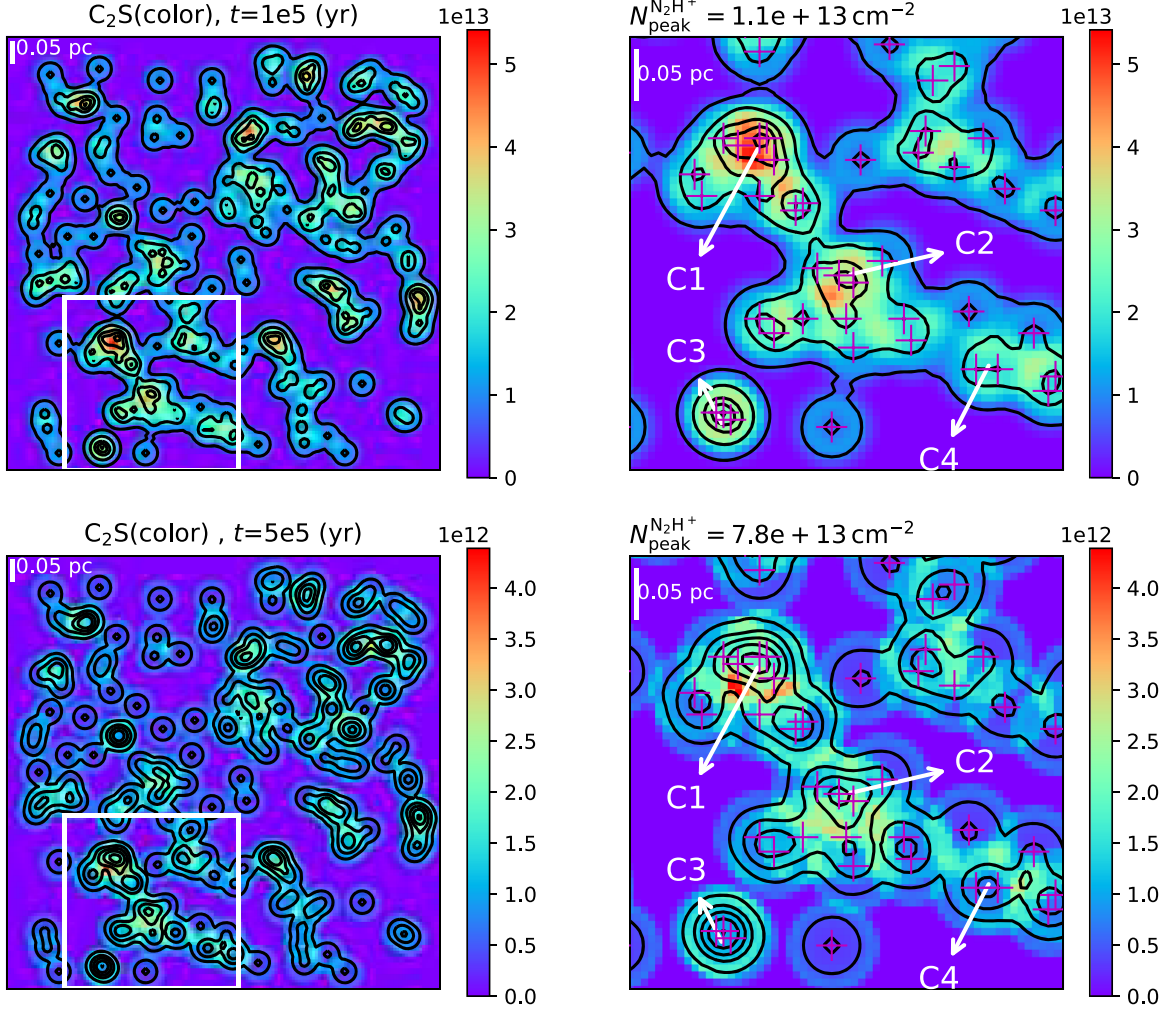 C₂S(color), t=1e5 (yr)
1e13
0.05 pc
5
4
3
2
1
0
N_peak^N₂H⁺ = 1.1e + 13 cm⁻²
1e13
0.05 pc
C1
C2
C3
C4
5
4
3
2
1
0
C₂S(color) , t=5e5 (yr)
1e12
0.05 pc
4.0
3.5
3.0
2.5
2.0
1.5
1.0
0.5
0.0
N_peak^N₂H⁺ = 7.8e + 13 cm⁻²
1e12
0.05 pc
C1
C2
C3
C4
4.0
3.5
3.0
2.5
2.0
1.5
1.0
0.5
0.0